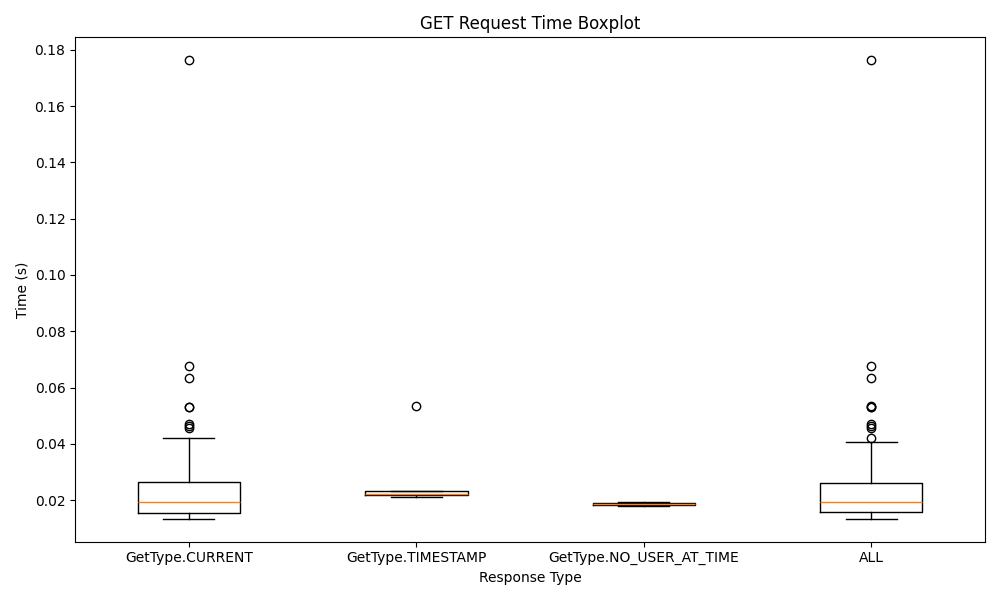 GET Request Time Boxplot
0.18
0.16
0.14
0.12
0.10
0.08
0.06
0.04
0.02
Time (s)
GetType.CURRENT
GetType.TIMESTAMP
GetType.NO_USER_AT_TIME
ALL
Response Type